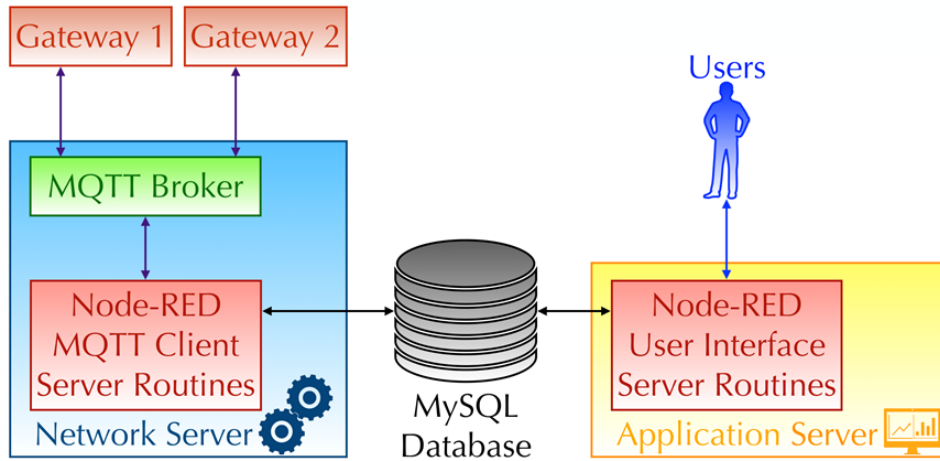 Gateway 1
Gateway 2
Users
MQTT Broker
Node-RED
MQTT Client
Server Routines
Network Server
MySQL
Database
Node-RED
User Interface
Server Routines
Application Server